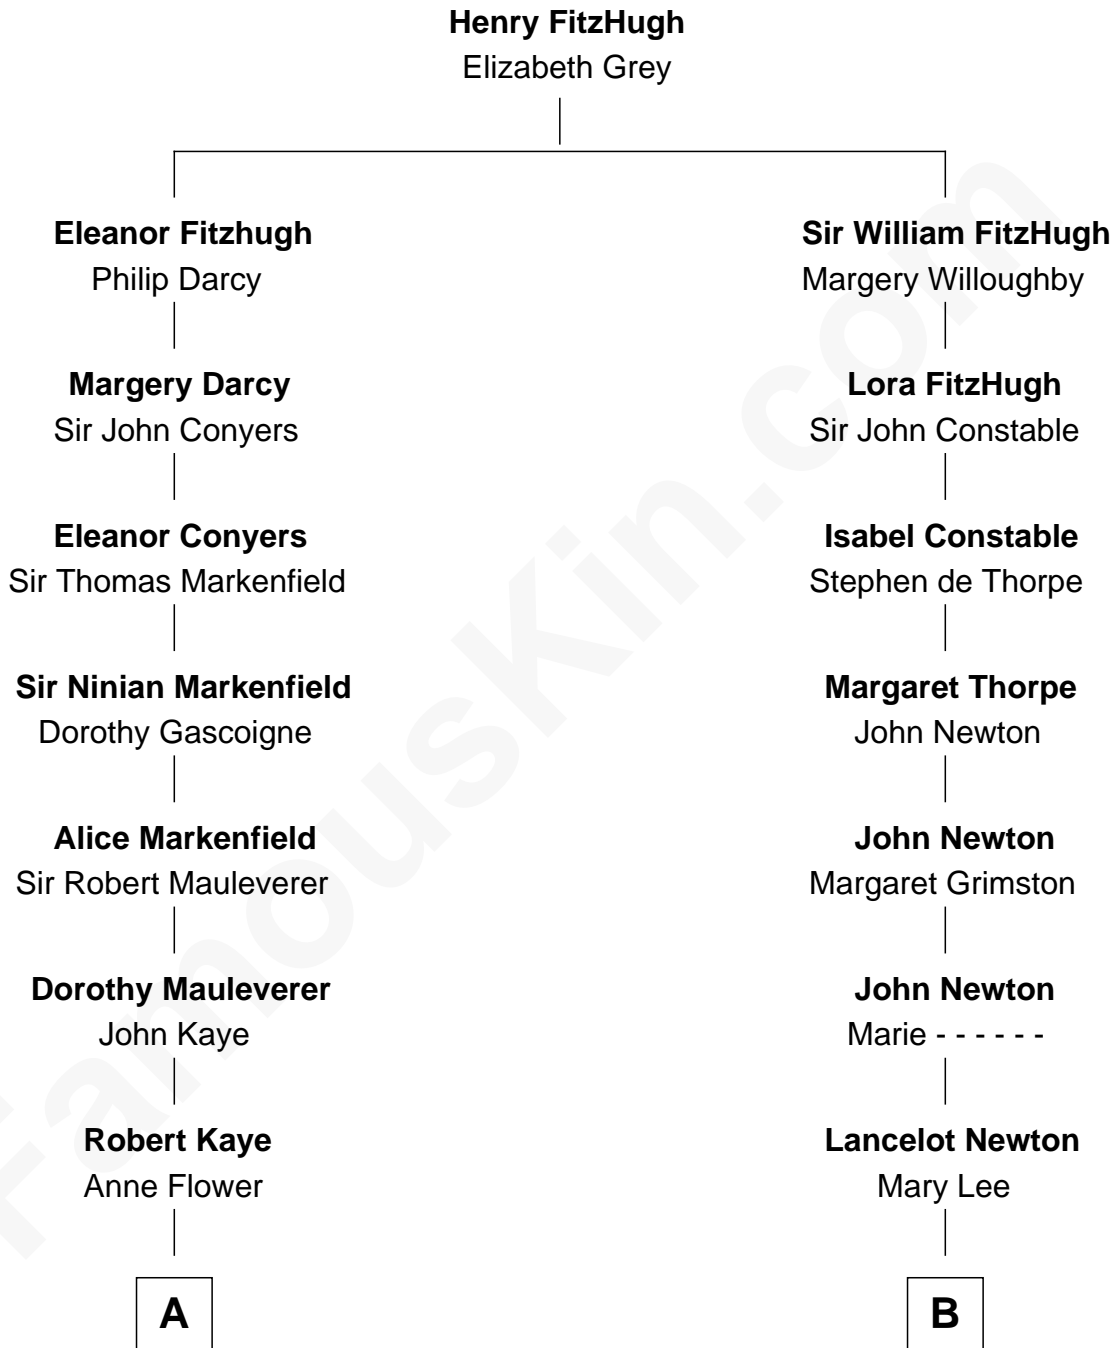 Henry FitzHugh
Elizabeth Grey
Eleanor Fitzhugh
Philip Darcy
Margery Darcy
Sir John Conyers
Eleanor Conyers
Sir Thomas Markenfield
Sir Ninian Markenfield
Dorothy Gascoigne
Alice Markenfield
Sir Robert Mauleverer
Dorothy Mauleverer
John Kaye
Robert Kaye
Anne Flower
A
Sir William FitzHugh
Margery Willoughby
Lora FitzHugh
Sir John Constable
Isabel Constable
Stephen de Thorpe
Margaret Thorpe
John Newton
John Newton
Margaret Grimston
John Newton
Marie - - - - - -
Lancelot Newton
Mary Lee
B
FamousKin.com